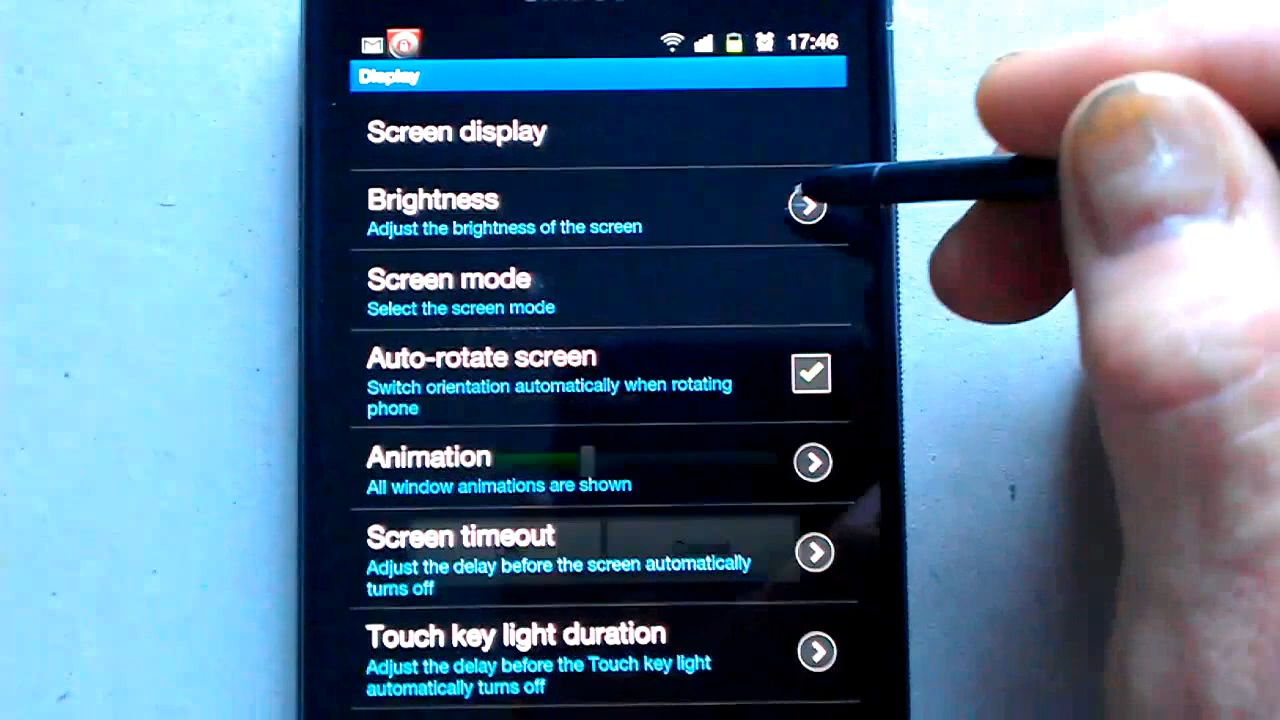 17:46
Display
Screen display
Brightness
Adjust the brightness of the screen
Screen mode
Select the screen mode
Auto-rotate screen
Switch orientation automatically when rotating
phone
Animation
All window animations are shown
Screen timeout
Adjust the delay before the screen automatically
turns off
Touch key light duration
Adjust the delay before the Touch key light
automatically turns off